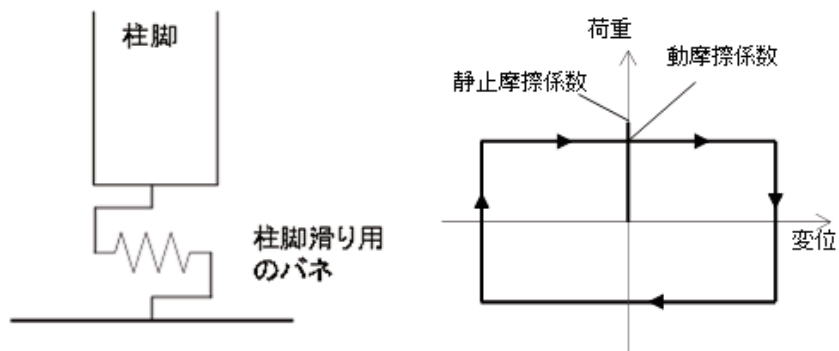 柱脚
柱脚滑り用
のバネ
荷重
動摩擦係数
静止摩擦係数
変位